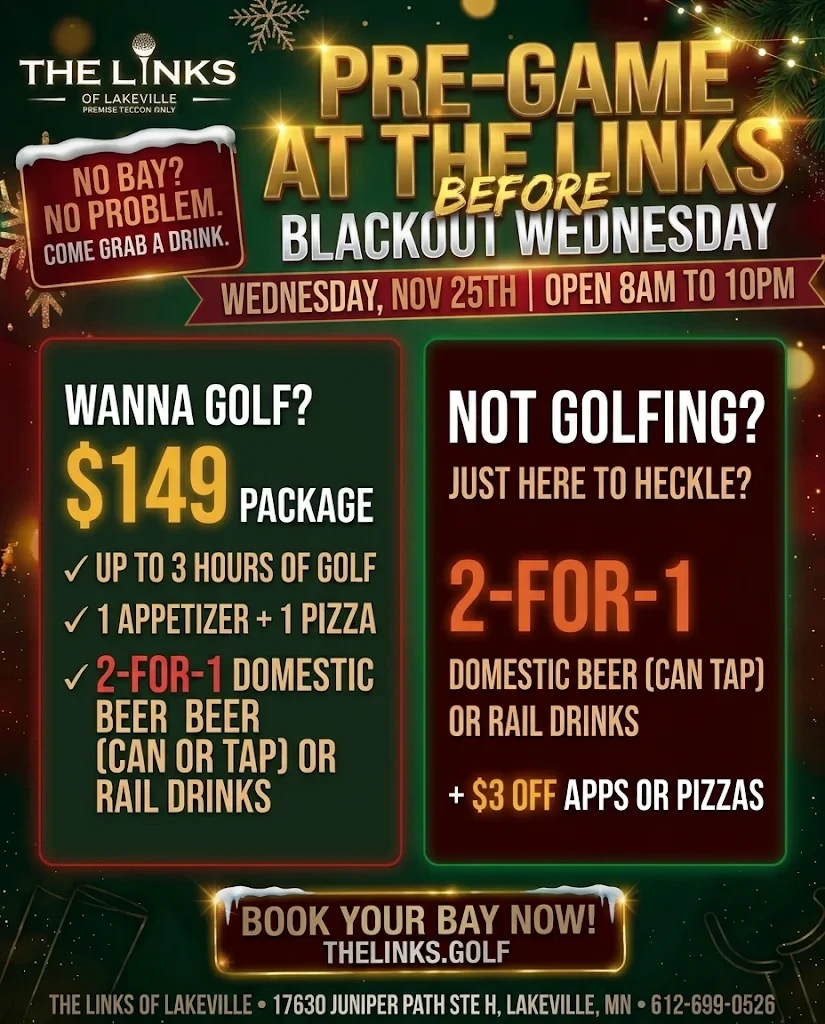 THE LINKS
OF LAKEVILLE
PREMISE TECCON ONLY
PRE-GAME
AT THE LINKS
BEFORE
BLACKOUT WEDNESDAY
NO BAY?
NO PROBLEM.
COME GRAB A DRINK.
WEDNESDAY, NOV 25TH | OPEN 8AM TO 10PM
WANNA GOLF?
$149 PACKAGE
✓ UP TO 3 HOURS OF GOLF
✓ 1 APPETIZER + 1 PIZZA
✓ 2-FOR-1 DOMESTIC
BEER BEER
(CAN OR TAP) OR
RAIL DRINKS
NOT GOLFING?
JUST HERE TO HECKLE?
2-FOR-1
DOMESTIC BEER (CAN TAP)
OR RAIL DRINKS
+ $3 OFF APPS OR PIZZAS
BOOK YOUR BAY NOW!
THELINKS.GOLF
THE LINKS OF LAKEVILLE • 17630 JUNIPER PATH STE H, LAKEVILLE, MN • 612-699-0526